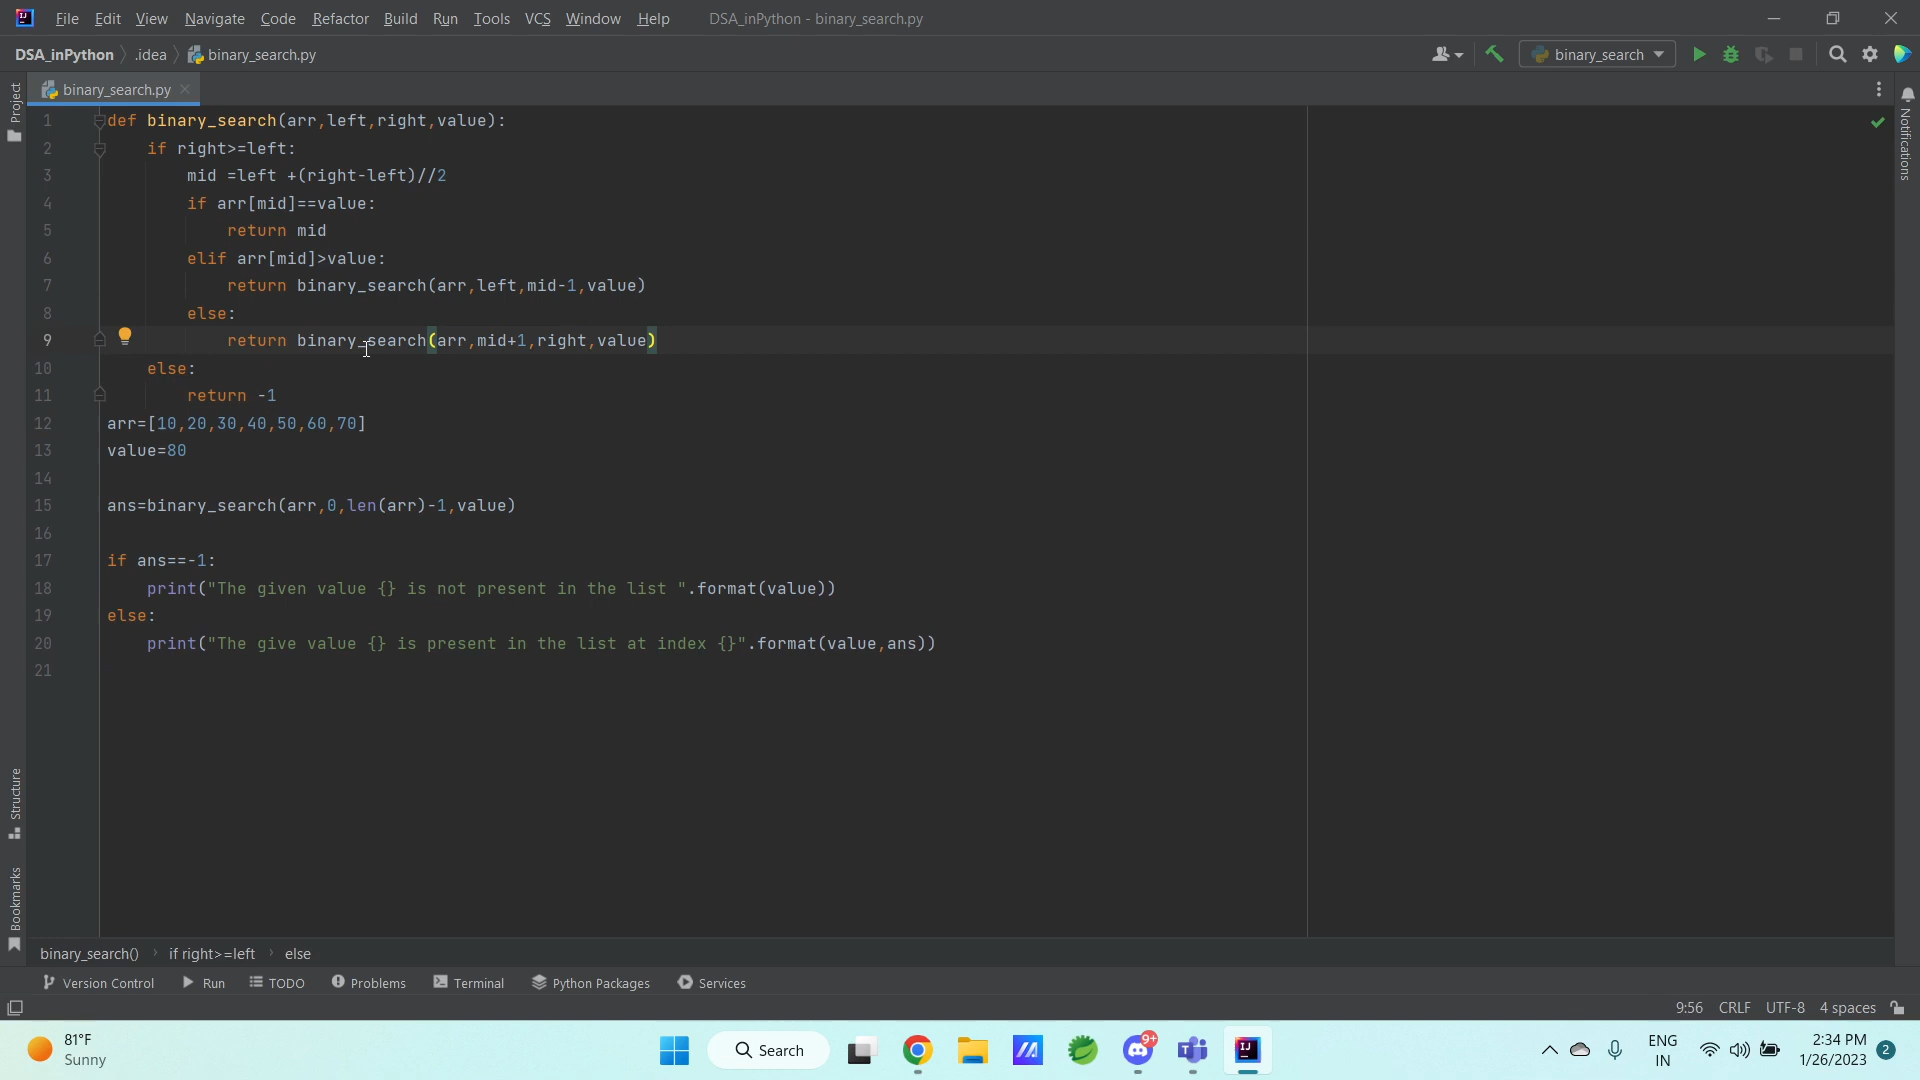 File Edit View Navigate Code Refactor Build Run Tools VCS Window Help DSA_inPython - binary_search.py
DSA_inPython .idea binary_search.py binary_search
binary_search.py
Project
Notifications
1 def binary_search(arr,left,right,value):
2 if right>=left:
3 mid =left +(right-left)//2
4 if arr[mid]==value:
5 return mid
6 elif arr[mid]>value:
7 return binary_search(arr,left,mid-1,value)
8 else:
9 return binary_search(arr,mid+1,right,value)
10 else:
11 return -1
12 arr=[10,20,30,40,50,60,70]
13 value=80
14
15 ans=binary_search(arr,0,len(arr)-1,value)
16
17 if ans==-1:
18 print("The given value {} is not present in the list ".format(value))
19 else:
20 print("The give value {} is present in the list at index {}".format(value,ans))
21
Structure
Bookmarks
binary_search() if right>=left else
Version Control Run TODO Problems Terminal Python Packages Services
9:56 CRLF UTF-8 4 spaces
81°F
Sunny
Search
9+
ENG
IN
2:34 PM
1/26/2023
2